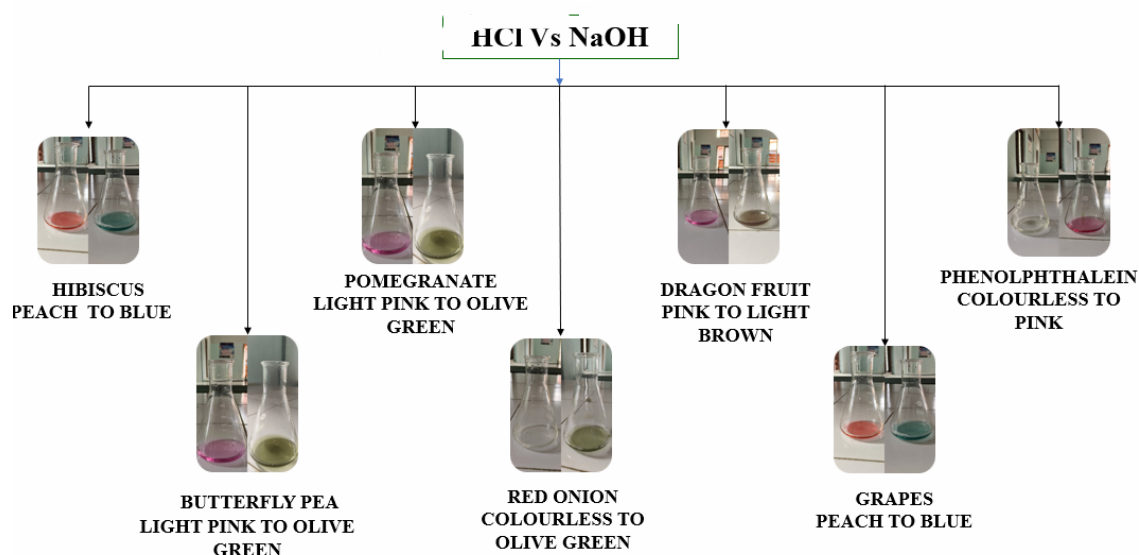 HCl Vs NaOH
HIBISCUS
PEACH TO BLUE
POMEGRANATE
LIGHT PINK TO OLIVE
GREEN
DRAGON FRUIT
PINK TO LIGHT
BROWN
PHENOLPHTHALEIN
COLOURLESS TO
PINK
BUTTERFLY PEA
LIGHT PINK TO OLIVE
GREEN
RED ONION
COLOURLESS TO
OLIVE GREEN
GRAPES
PEACH TO BLUE